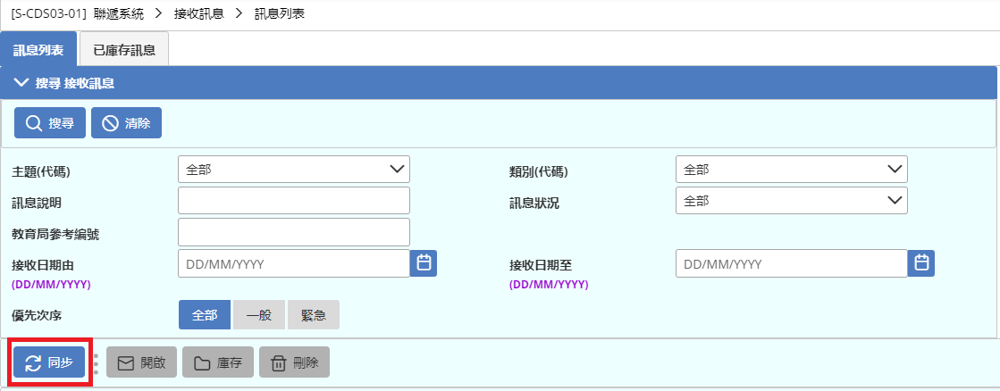 [S-CDS03-01] 聯遞系統 > 接收訊息 > 訊息列表
訊息列表 已庫存訊息
搜尋 接收訊息
搜尋 清除
主題(代碼) 全部 類別(代碼) 全部
訊息說明 訊息狀況 全部
教育局參考編號
接收日期由 DD/MM/YYYY 接收日期至 DD/MM/YYYY
(DD/MM/YYYY) (DD/MM/YYYY)
優先次序 全部 一般 緊急
同步 開啟 庫存 刪除